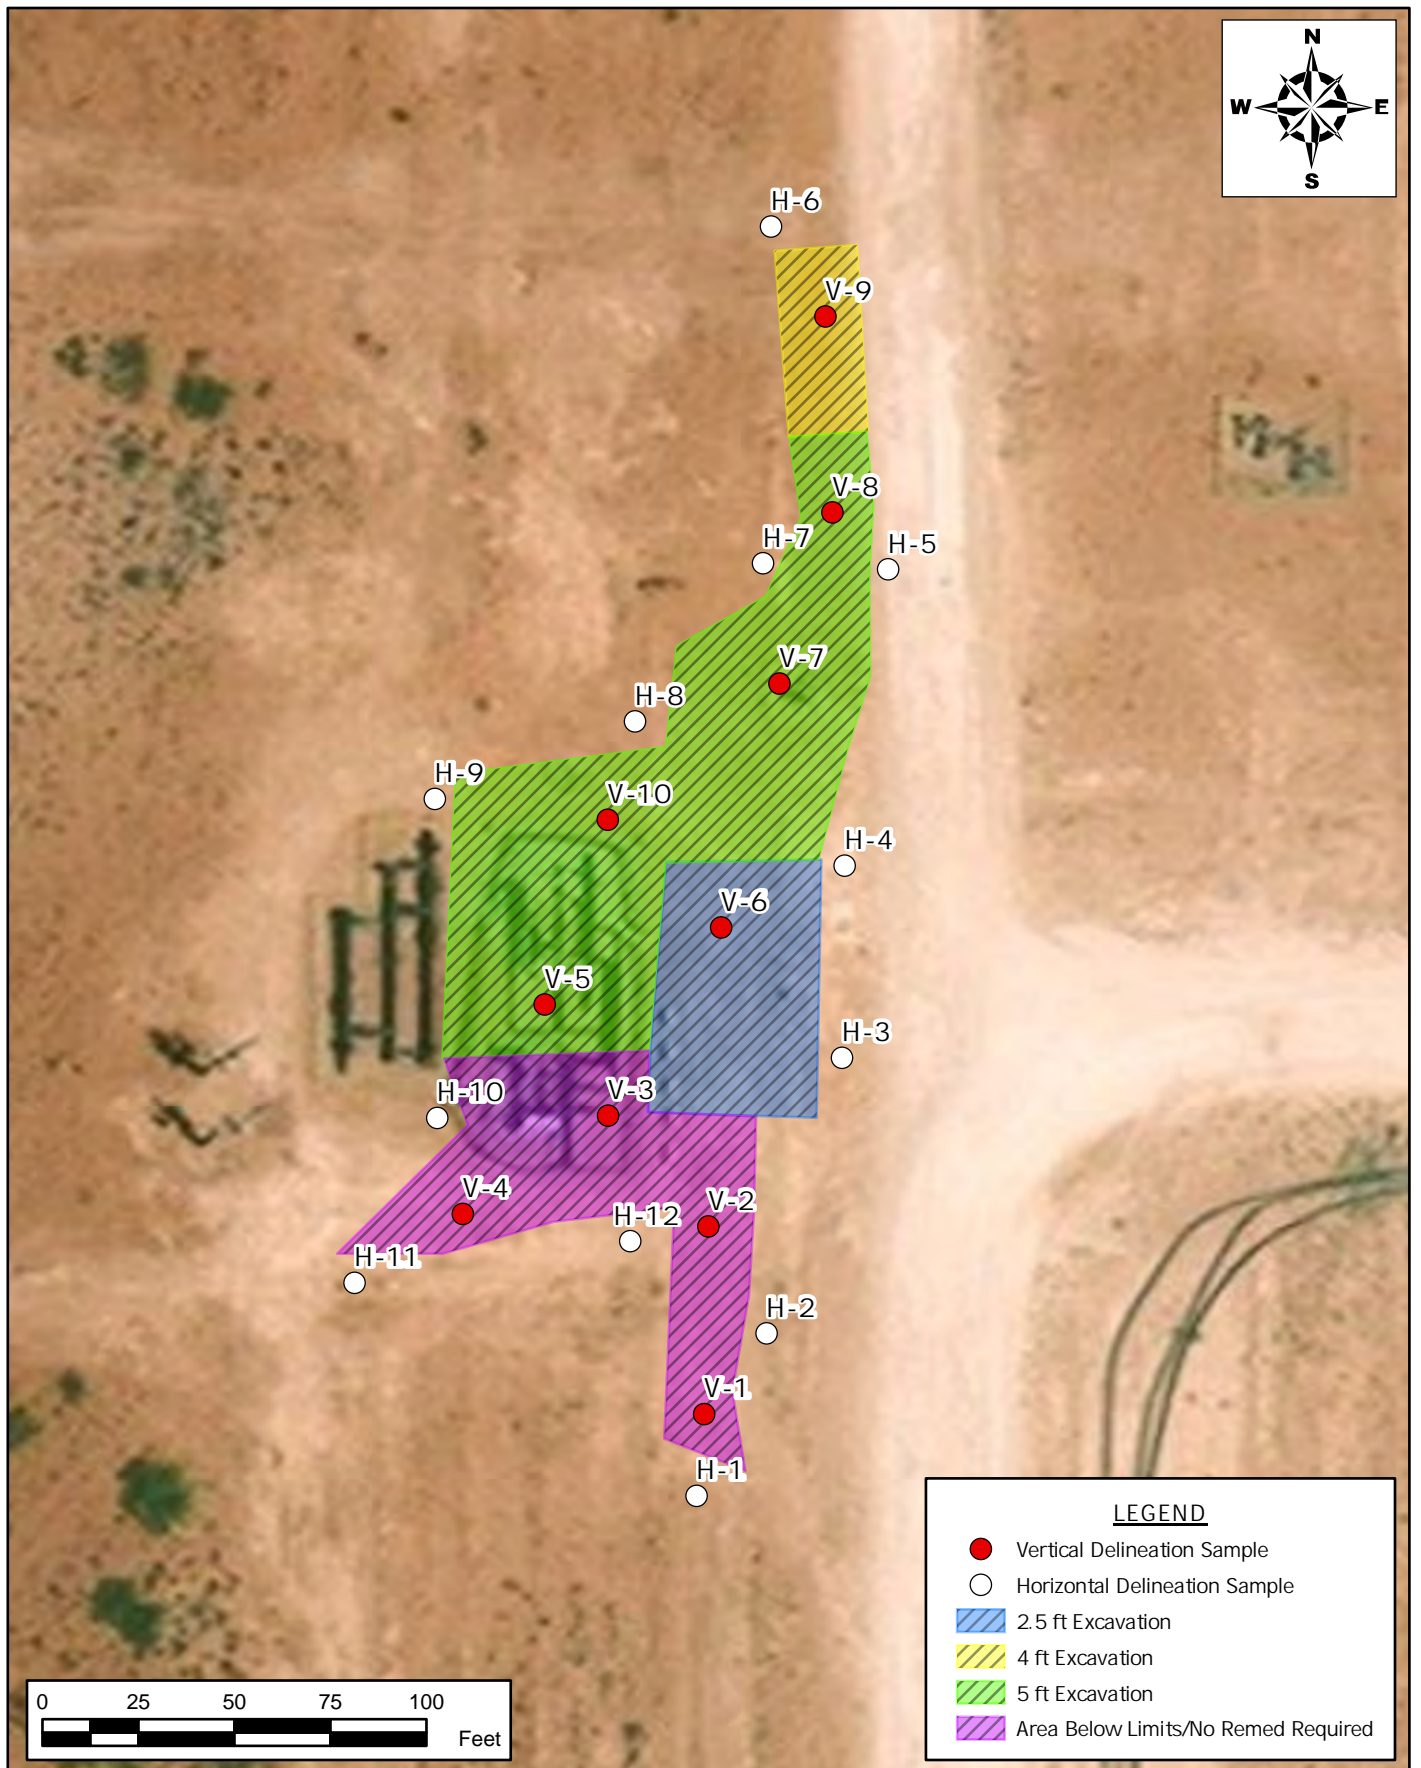 N
W E
S
H-6
V-9
V-8
H-7
H-5
V-7
H-8
H-9
V-10
H-4
V-6
V-5
H-3
H-10
V-3
V-4
V-2
H-12
H-11
H-2
V-1
H-1
LEGEND
Vertical Delineation Sample
Horizontal Delineation Sample
2.5 ft Excavation
4 ft Excavation
5 ft Excavation
Area Below Limits/No Remed Required
0 25 50 75 100
Feet